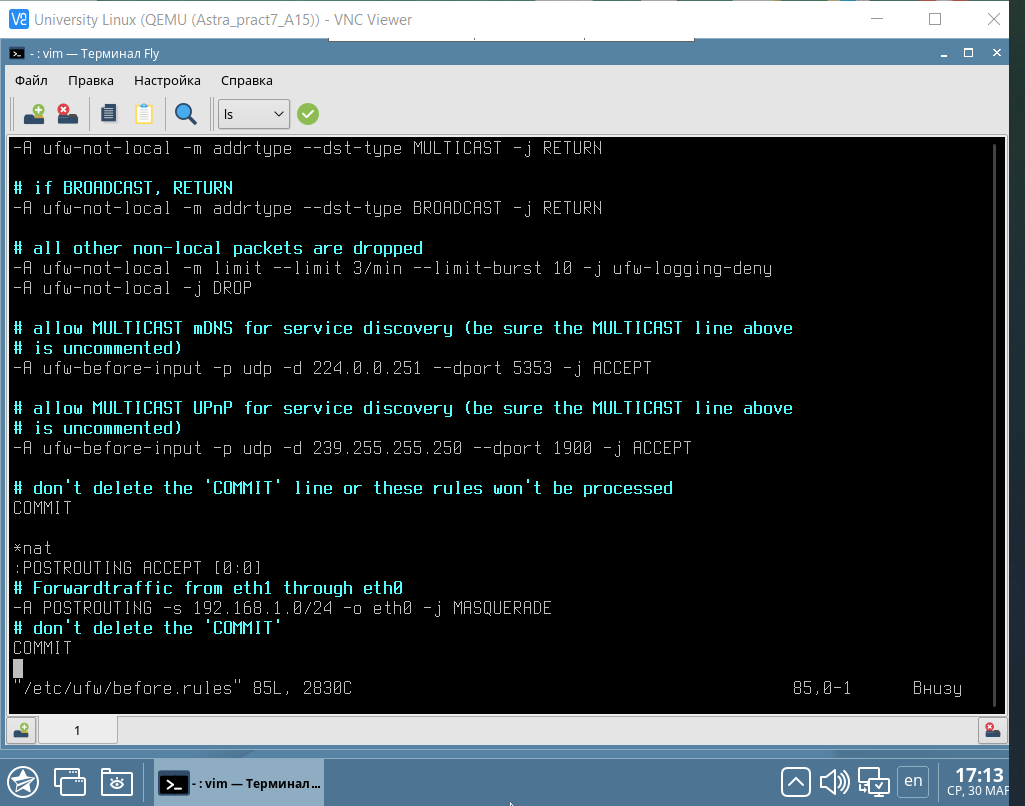 University Linux (QEMU (Astra_pract7_A15)) - VNC Viewer
- : vim — Терминал Fly
Файл Правка Настройка Справка
ls
-A ufw-not-local -m addrtype --dst-type MULTICAST -j RETURN
# if BROADCAST, RETURN
-A ufw-not-local -m addrtype --dst-type BROADCAST -j RETURN
# all other non-local packets are dropped
-A ufw-not-local -m limit --limit 3/min --limit-burst 10 -j ufw-logging-deny
-A ufw-not-local -j DROP
# allow MULTICAST mDNS for service discovery (be sure the MULTICAST line above
# is uncommented)
-A ufw-before-input -p udp -d 224.0.0.251 --dport 5353 -j ACCEPT
# allow MULTICAST UPnP for service discovery (be sure the MULTICAST line above
# is uncommented)
-A ufw-before-input -p udp -d 239.255.255.250 --dport 1900 -j ACCEPT
# don't delete the 'COMMIT' line or these rules won't be processed
COMMIT
*nat
:POSTROUTING ACCEPT [0:0]
# Forwardtraffic from eth1 through eth0
-A POSTROUTING -s 192.168.1.0/24 -o eth0 -j MASQUERADE
# don't delete the 'COMMIT'
COMMIT
"/etc/ufw/before.rules" 85L, 2830C 85,0-1 Внизу
1
- : vim — Терминал...
en
17:13
СР, 30 МАР